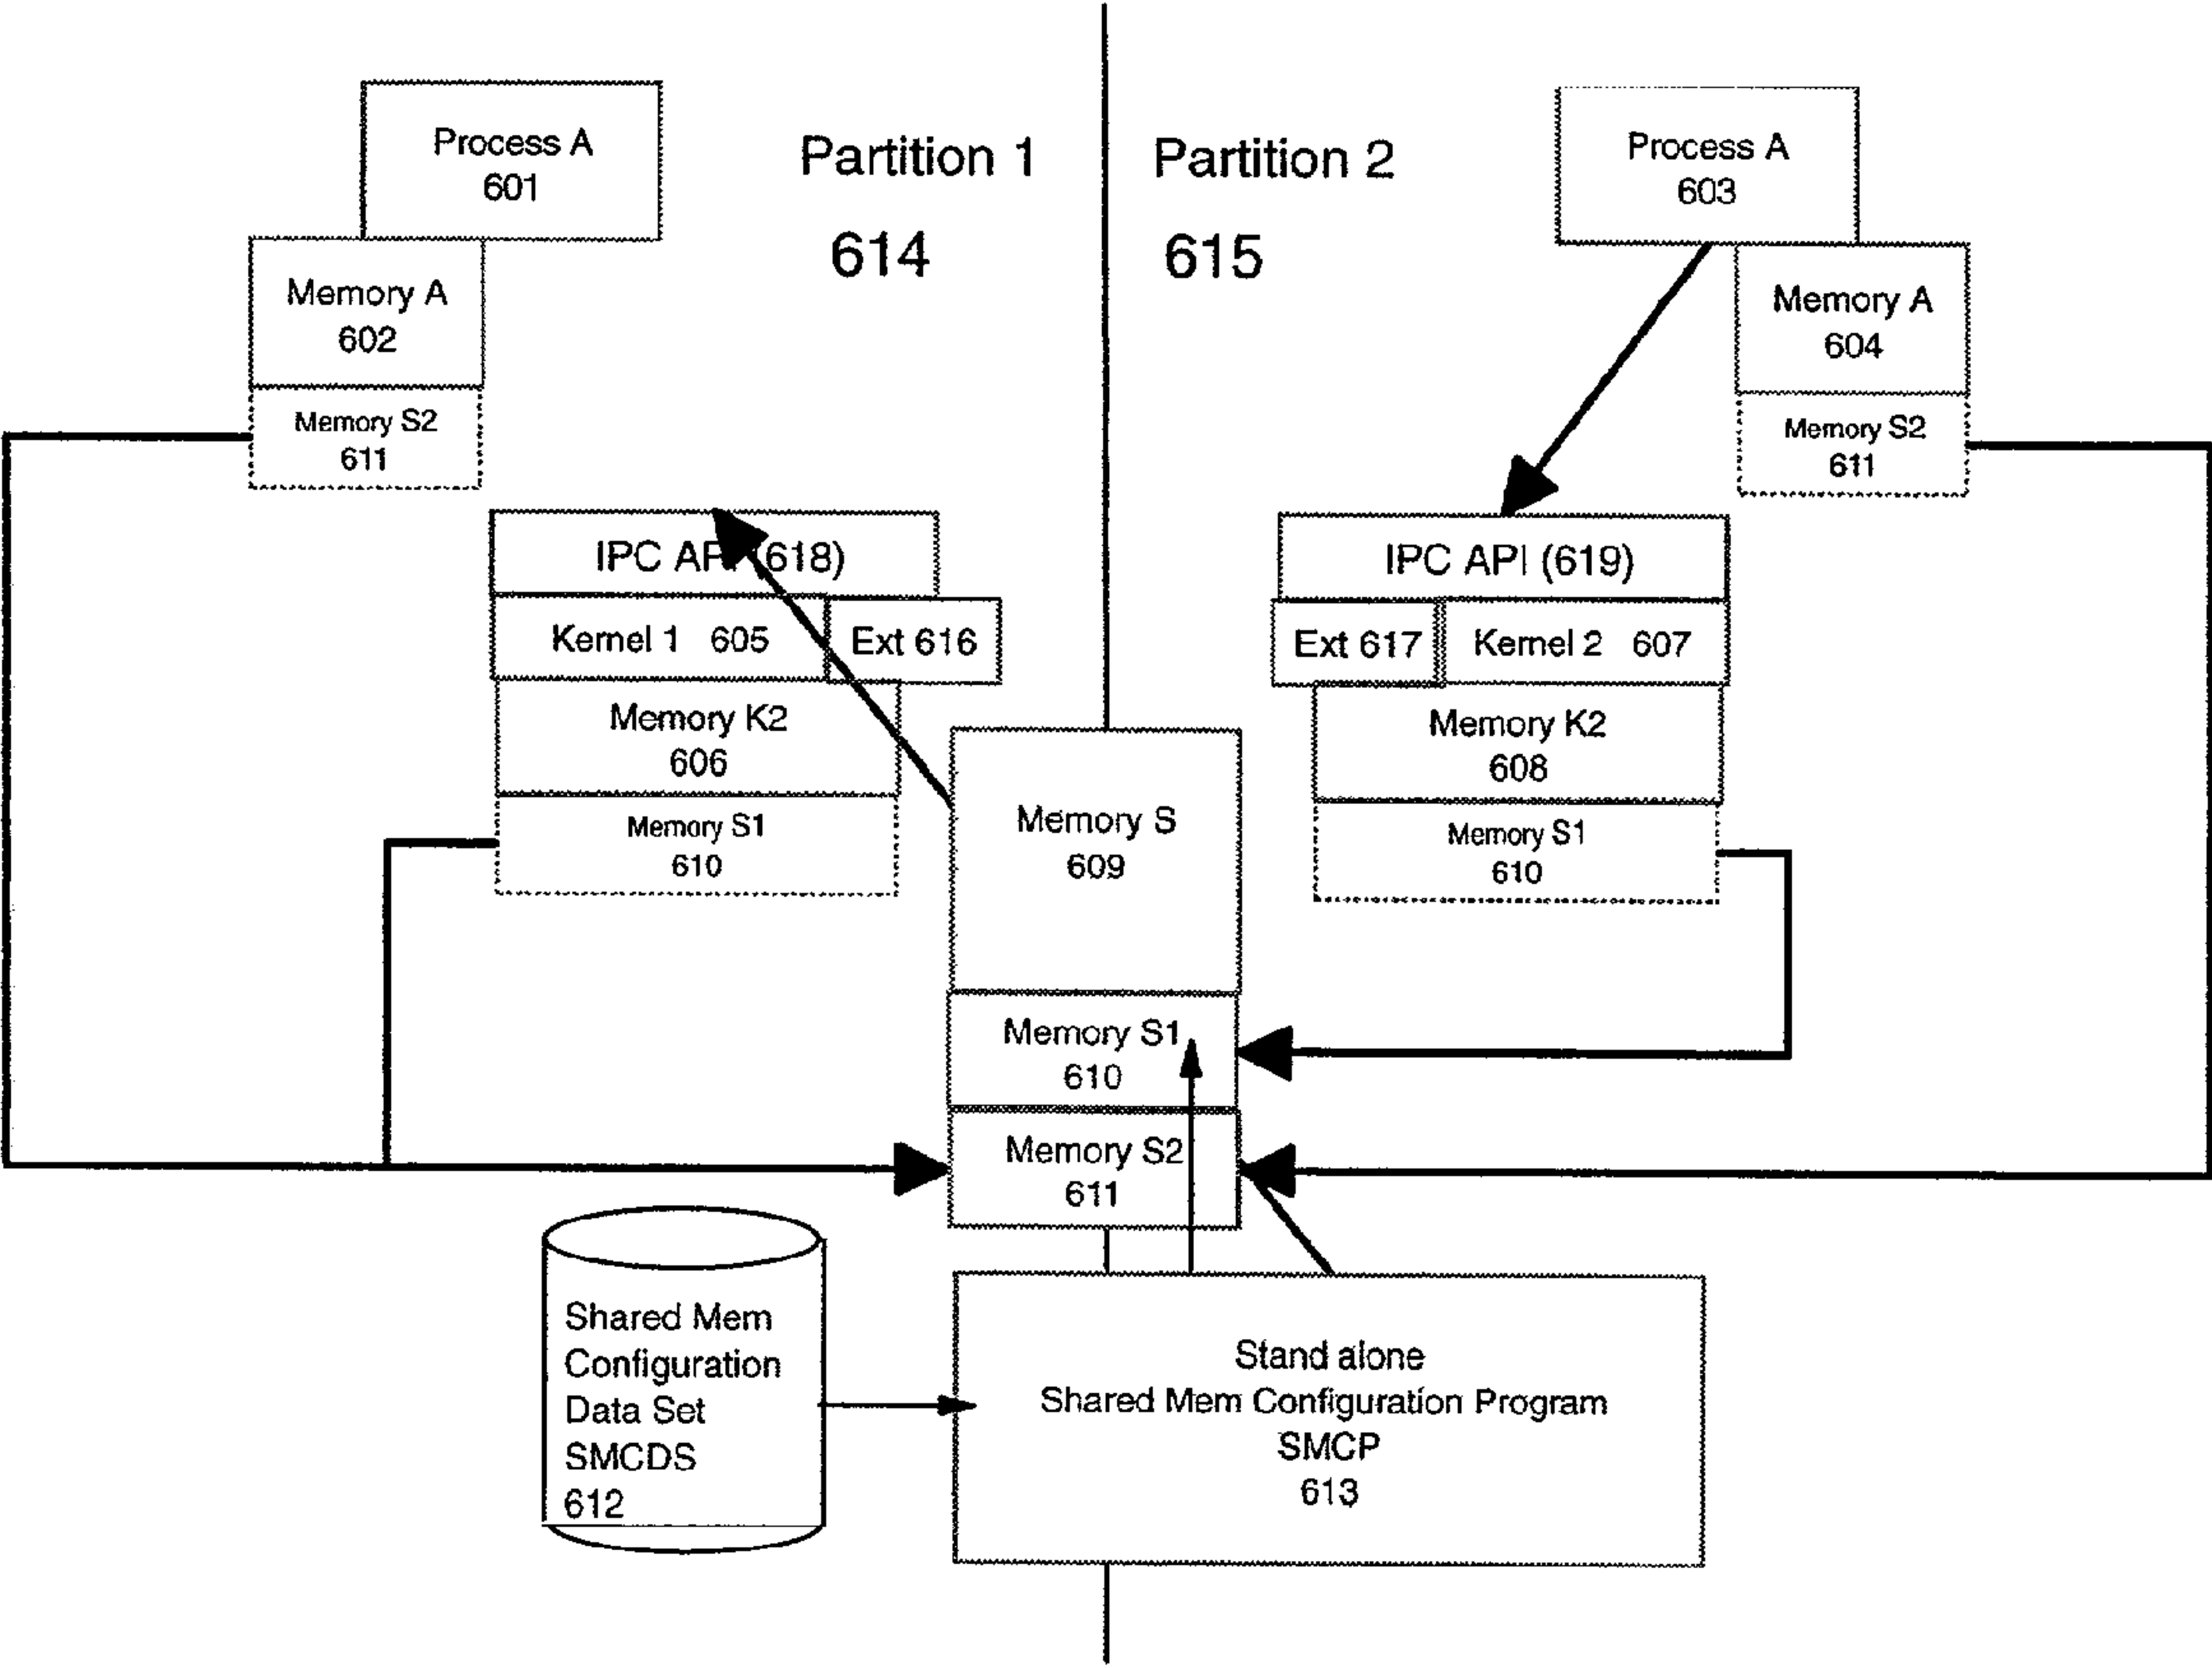 Process A
601
Partition 1
614
Partition 2
615
Process A
603
Memory A
602
Memory S2
611
Memory A
604
Memory S2
611
IPC API (618)
Kernel 1 605
Ext 616
Memory K2
606
Memory S1
610
IPC API (619)
Ext 617
Kernel 2 607
Memory K2
608
Memory S1
610
Memory S
609
Memory S1
610
Memory S2
611
Shared Mem
Configuration
Data Set
SMCDS
612
Stand alone
Shared Mem Configuration Program
SMCP
613